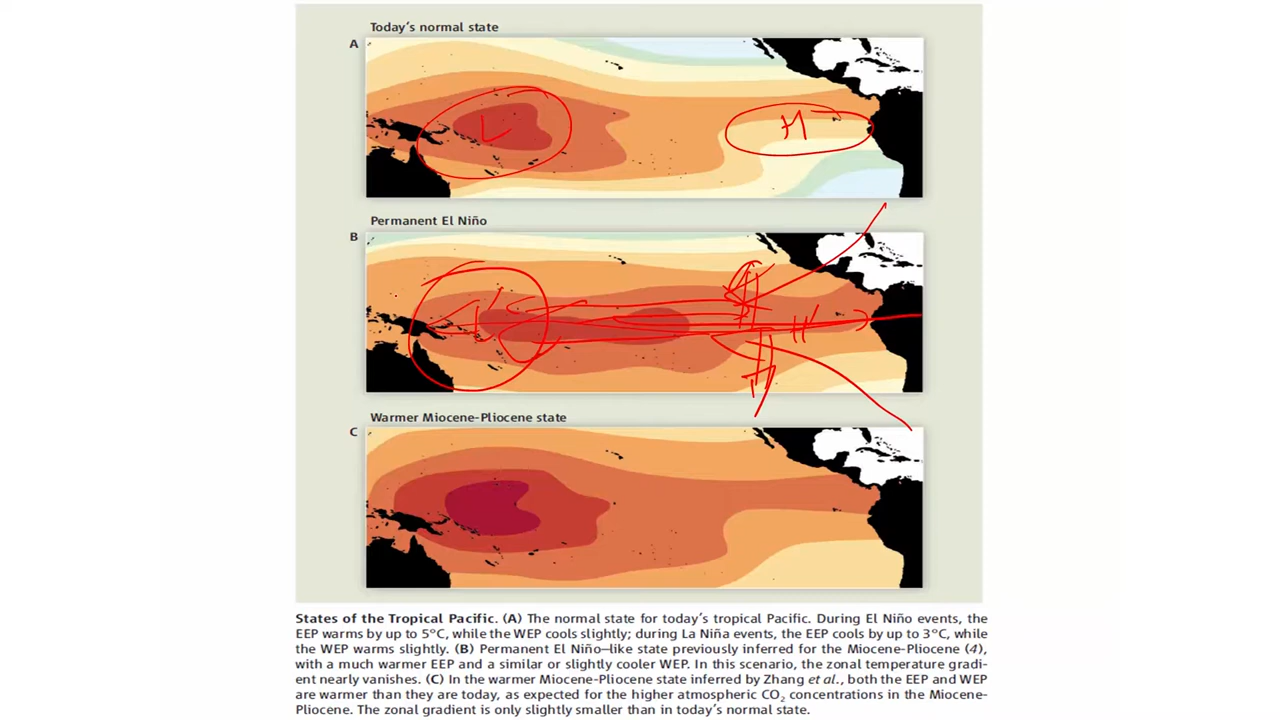 Today's normal state
A
L
H
Permanent El Niño
B
L'
H'
Warmer Miocene-Pliocene state
C
States of the Tropical Pacific. (A) The normal state for today's tropical Pacific. During El Niño events, the
EEP warms by up to 5°C, while the WEP cools slightly; during La Niña events, the EEP cools by up to 3°C, while
the WEP warms slightly. (B) Permanent El Niño–like state previously inferred for the Miocene-Pliocene (4),
with a much warmer EEP and a similar or slightly cooler WEP. In this scenario, the zonal temperature gradi-
ent nearly vanishes. (C) In the warmer Miocene-Pliocene state inferred by Zhang et al., both the EEP and WEP
are warmer than they are today, as expected for the higher atmospheric CO₂ concentrations in the Miocene-
Pliocene. The zonal gradient is only slightly smaller than in today's normal state.